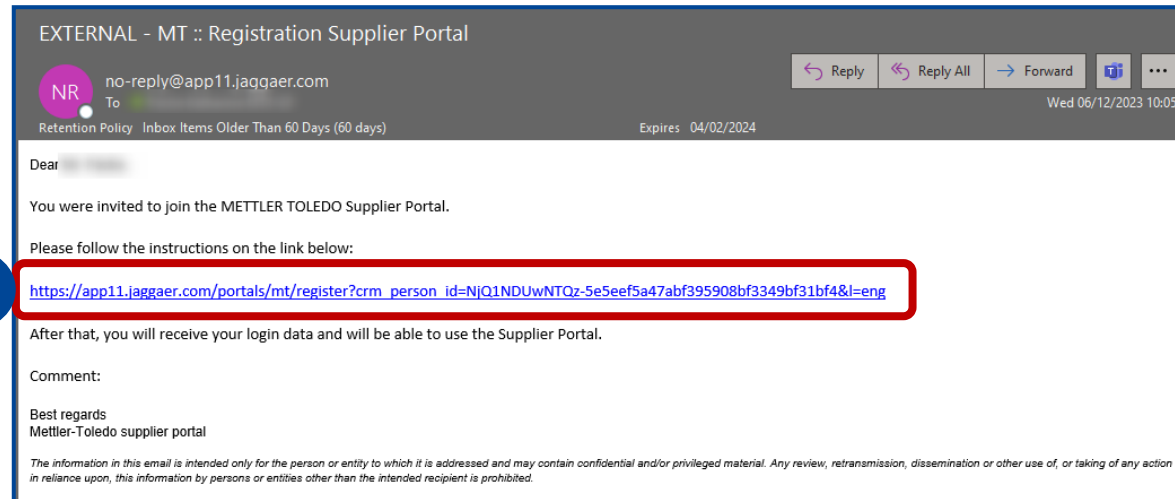 EXTERNAL - MT :: Registration Supplier Portal
NR
no-reply@app11.jaggaer.com
To
Reply
Reply All
Forward
Wed 06/12/2023 10:05
Retention Policy Inbox Items Older Than 60 Days (60 days)
Expires 04/02/2024
Dear
You were invited to join the METTLER TOLEDO Supplier Portal.
Please follow the instructions on the link below:
https://app11.jaggaer.com/portals/mt/register?crm_person_id=NjQ1NDUwNTQz-5e5eef5a47abf395908bf3349bf31bf4&l=eng
After that, you will receive your login data and will be able to use the Supplier Portal.
Comment:
Best regards
Mettler-Toledo supplier portal
The information in this email is intended only for the person or entity to which it is addressed and may contain confidential and/or privileged material. Any review, retransmission, dissemination or other use of, or taking of any action
in reliance upon, this information by persons or entities other than the intended recipient is prohibited.